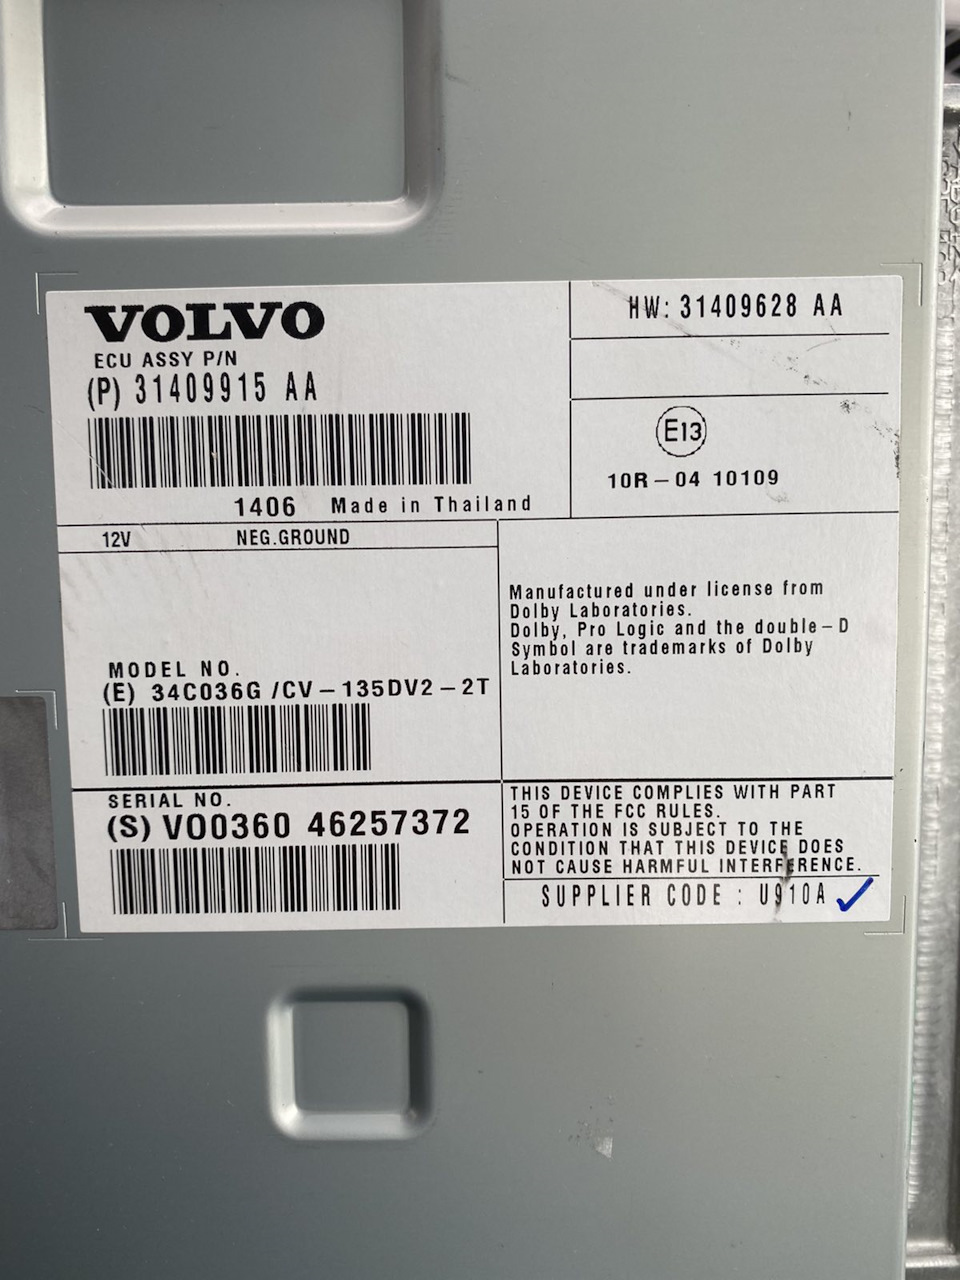 VOLVO
ECU ASSY P/N
(P) 31409915 AA
1406 Made in Thailand
HW: 31409628 AA
E13
10R-04 10109
12V NEG.GROUND
MODEL NO.
(E) 34C036G /CV-135DV2-2T
Manufactured under license from
Dolby Laboratories.
Dolby, Pro Logic and the double-D
Symbol are trademarks of Dolby
Laboratories.
SERIAL NO.
(S) VO0360 46257372
THIS DEVICE COMPLIES WITH PART
15 OF THE FCC RULES.
OPERATION IS SUBJECT TO THE
CONDITION THAT THIS DEVICE DOES
NOT CAUSE HARMFUL INTERFERENCE.
SUPPLIER CODE : U910A